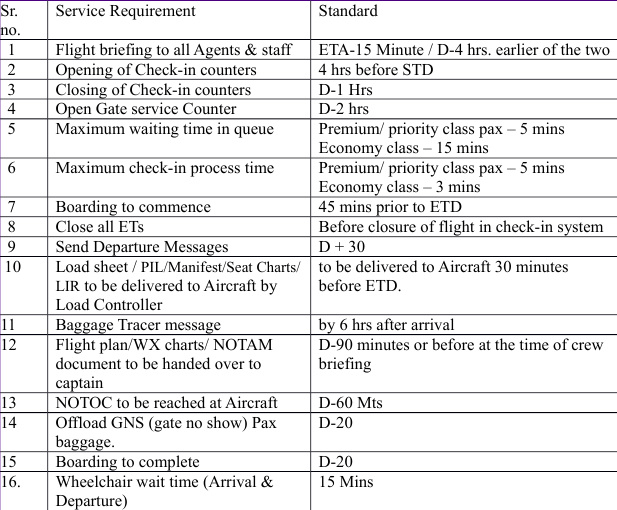 Sr. Service Requirement Standard
no.
1 Flight briefing to all Agents & staff ETA-15 Minute / D-4 hrs. earlier of the two
2 Opening of Check-in counters 4 hrs before STD
3 Closing of Check-in counters D-1 Hrs
4 Open Gate service Counter D-2 hrs
5 Maximum waiting time in queue Premium/ priority class pax – 5 mins
Economy class – 15 mins
6 Maximum check-in process time Premium/ priority class pax – 5 mins
Economy class – 3 mins
7 Boarding to commence 45 mins prior to ETD
8 Close all ETs Before closure of flight in check-in system
9 Send Departure Messages D + 30
10 Load sheet / PIL/Manifest/Seat Charts/ to be delivered to Aircraft 30 minutes
LIR to be delivered to Aircraft by before ETD.
Load Controller
11 Baggage Tracer message by 6 hrs after arrival
12 Flight plan/WX charts/ NOTAM D-90 minutes or before at the time of crew
document to be handed over to briefing
captain
13 NOTOC to be reached at Aircraft D-60 Mts
14 Offload GNS (gate no show) Pax D-20
baggage.
15 Boarding to complete D-20
16. Wheelchair wait time (Arrival & 15 Mins
Departure)